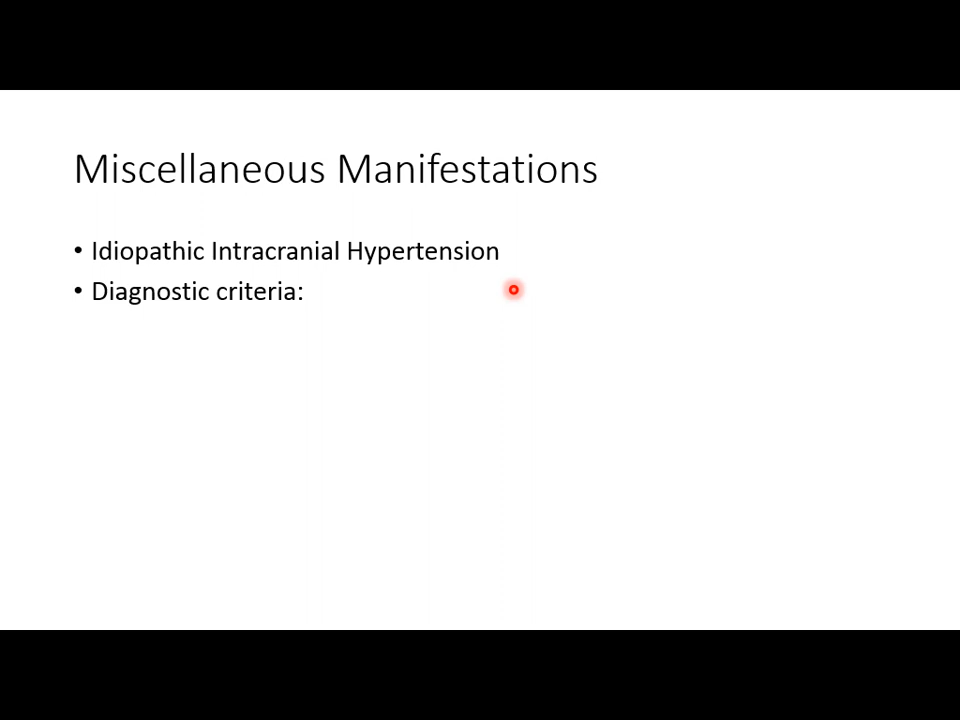 Miscellaneous Manifestations
• Idiopathic Intracranial Hypertension
• Diagnostic criteria: